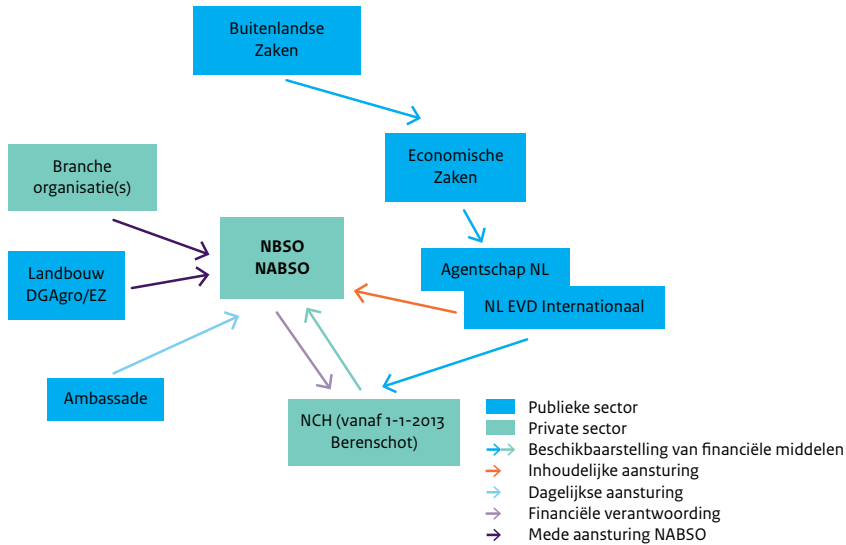 Buitenlandse
Zaken
Economische
Zaken
Branche
organisatie(s)
NBSO
NABSO
Landbouw
DGAgro/EZ
Agentschap NL
NL EVD Internationaal
Ambassade
NCH (vanaf 1-1-2013
Berenschot)
Publieke sector
Private sector
Beschikbaarstelling van financiële middelen
Inhoudelijke aansturing
Dagelijkse aansturing
Financiële verantwoording
Mede aansturing NABSO